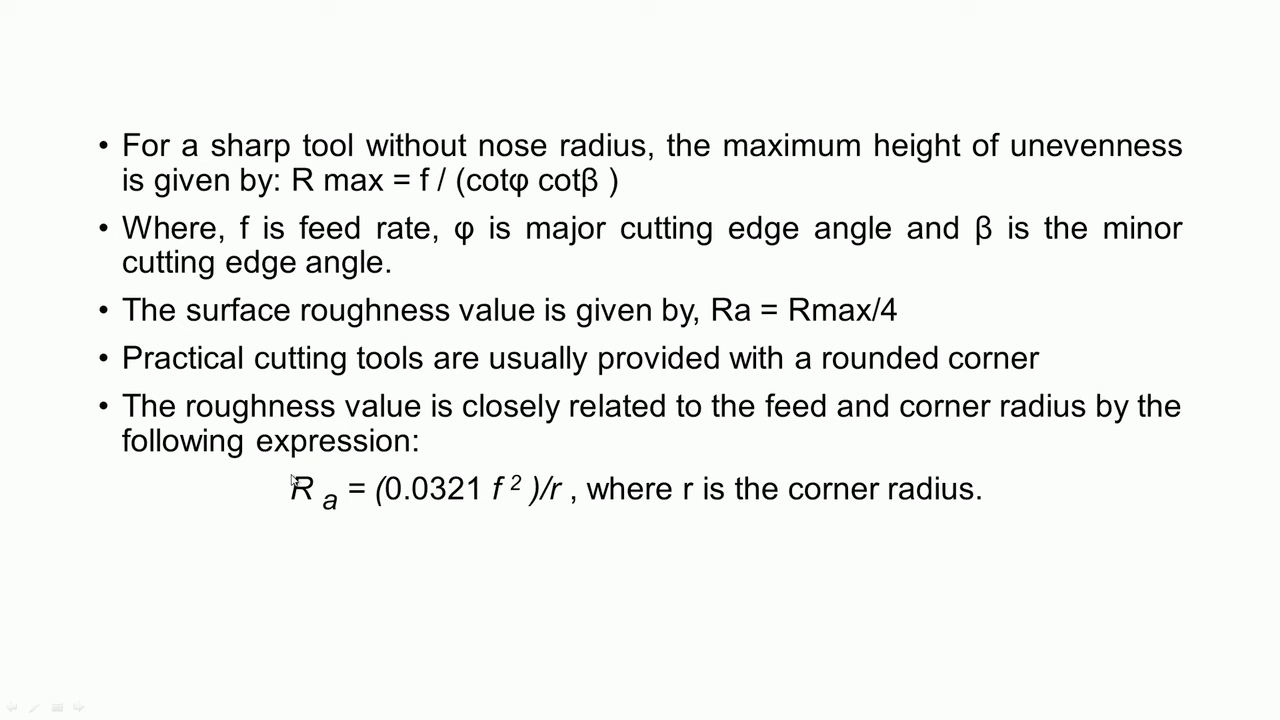 • For a sharp tool without nose radius, the maximum height of unevenness
is given by: R max = f / (cotφ cotβ )
• Where, f is feed rate, φ is major cutting edge angle and β is the minor
cutting edge angle.
• The surface roughness value is given by, Ra = Rmax/4
• Practical cutting tools are usually provided with a rounded corner
• The roughness value is closely related to the feed and corner radius by the
following expression:
R a = (0.0321 f ² )/r , where r is the corner radius.